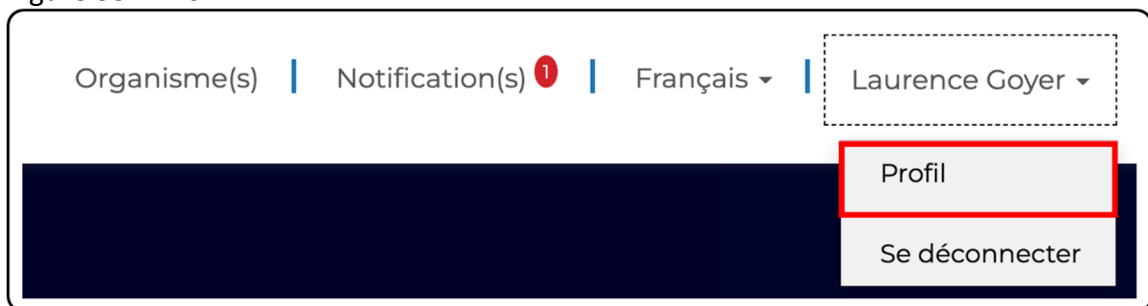 Organisme(s) Notification(s) 1 Français Laurence Goyer
Profil
Se déconnecter